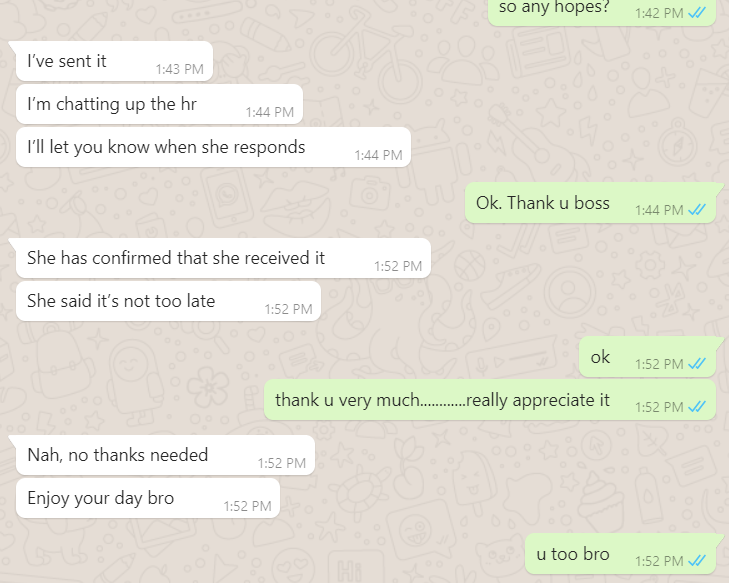 so any hopes? 1:42 PM
I've sent it 1:43 PM
I'm chatting up the hr 1:44 PM
I'll let you know when she responds 1:44 PM
Ok. Thank u boss 1:44 PM
She has confirmed that she received it 1:52 PM
She said it's not too late 1:52 PM
ok 1:52 PM
thank u very much............really appreciate it 1:52 PM
Nah, no thanks needed 1:52 PM
Enjoy your day bro 1:52 PM
u too bro 1:52 PM